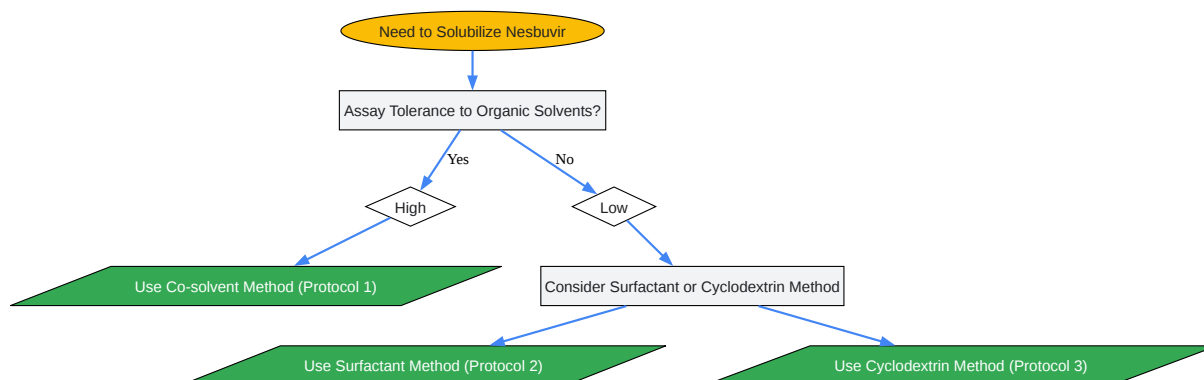 Need to Solubilize Nesbuvir
Assay Tolerance to Organic Solvents?
Yes
No
High
Low
Use Co-solvent Method (Protocol 1)
Consider Surfactant or Cyclodextrin Method
Use Surfactant Method (Protocol 2)
Use Cyclodextrin Method (Protocol 3)